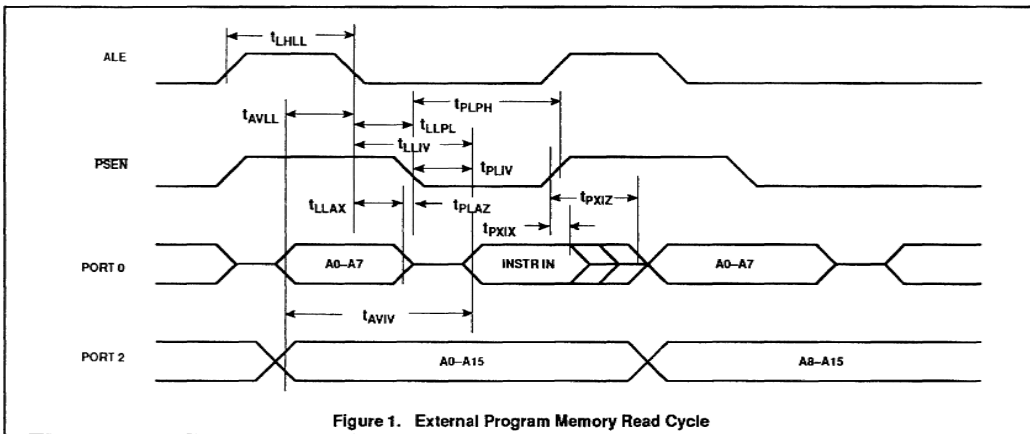 ALE
tLHLL
tPLPH
tAVLL
tLLPL
tLLIV
PSEN
tPLIV
tLLAX
tPLAZ
tPXIZ
tPXIX
PORT 0
A0–A7
INSTR IN
A0–A7
tAVIV
PORT 2
A0–A15
A8–A15
Figure 1. External Program Memory Read Cycle